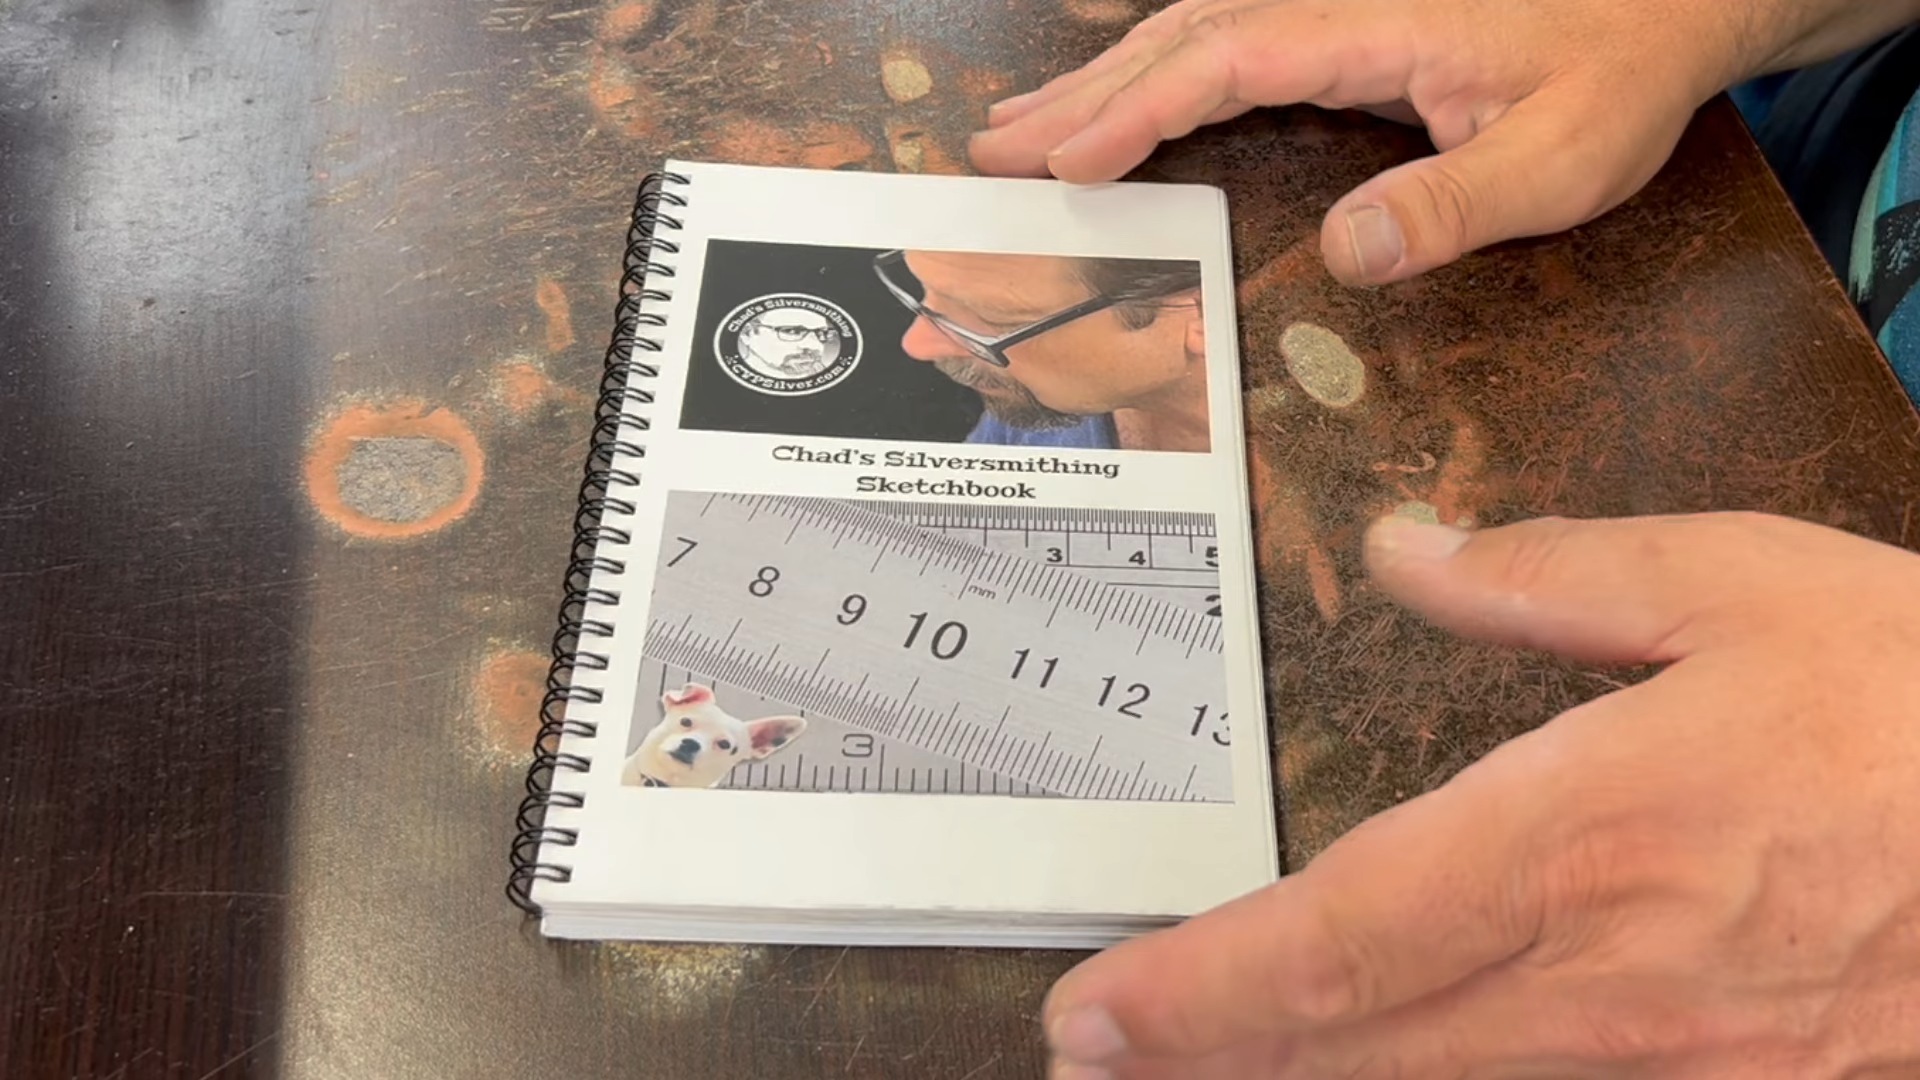 Chad's Silversmithing
CVPSilver.com
Chad's Silversmithing
Sketchbook
3 4 5
2
mm
7 8 9 10 11 12 13
3